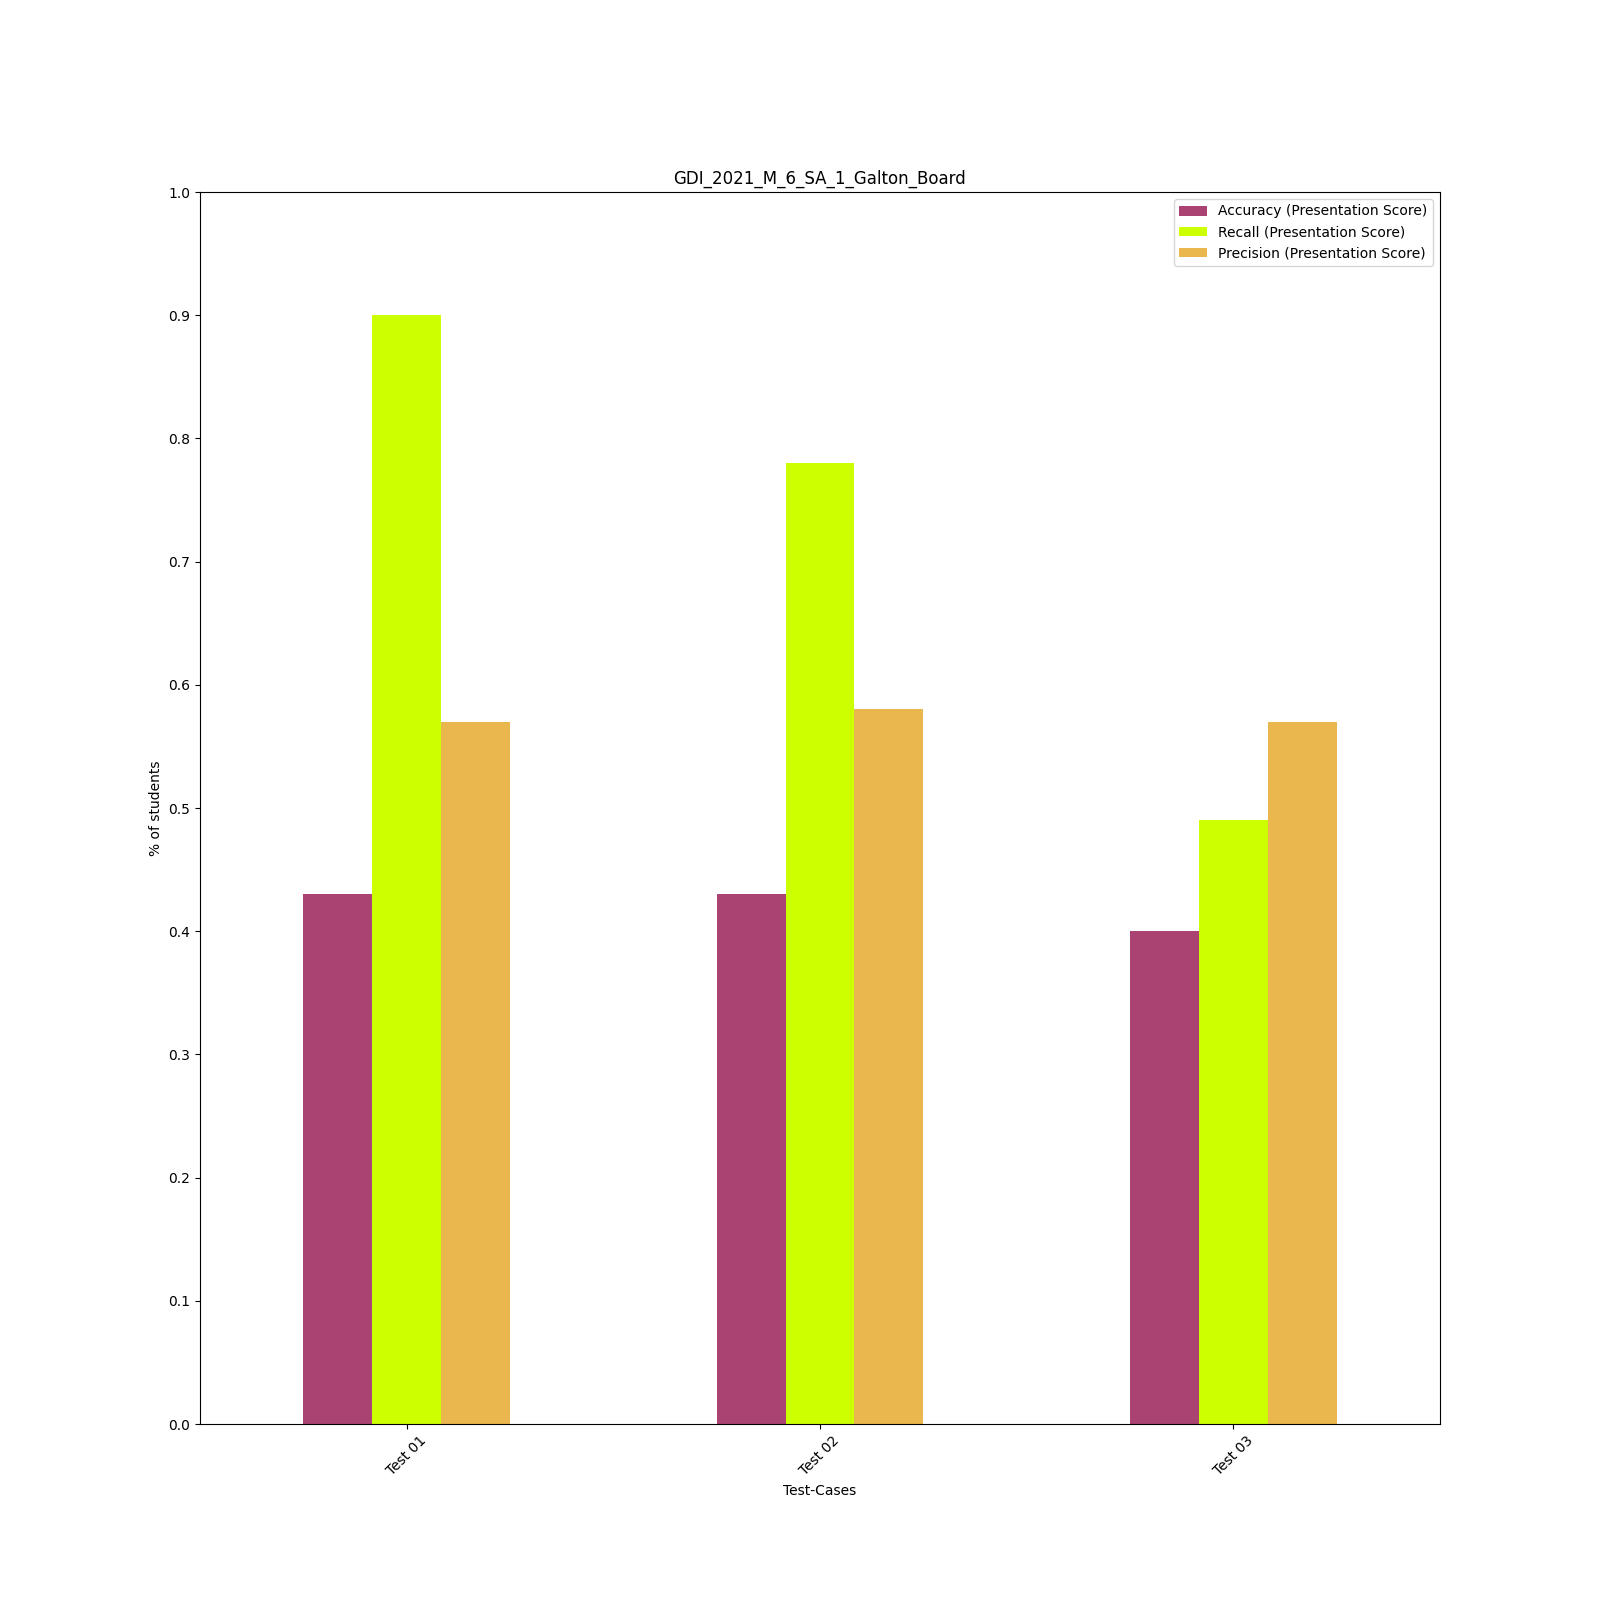 GDI_2021_M_6_SA_1_Galton_Board
Accuracy (Presentation Score)
Recall (Presentation Score)
Precision (Presentation Score)
1.0
0.9
0.8
0.7
0.6
0.5
0.4
0.3
0.2
0.1
0.0
% of students
Test 01
Test 02
Test 03
Test-Cases